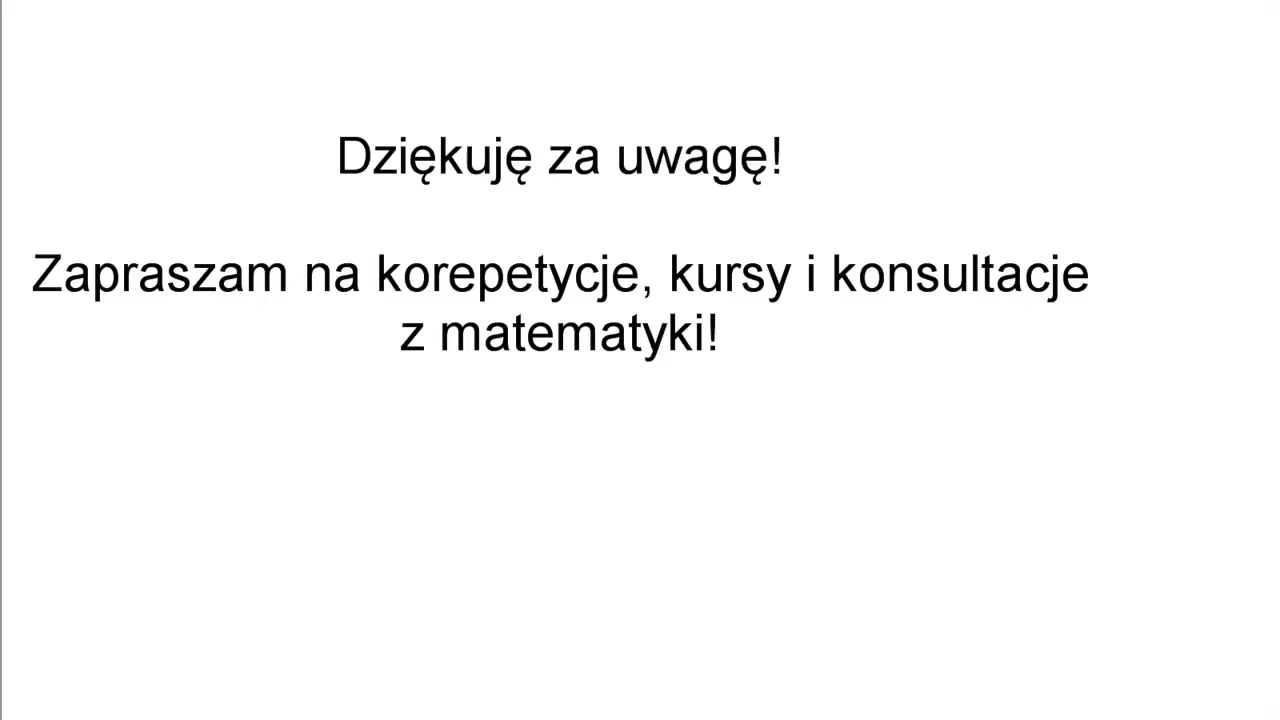 Dziękuję za uwagę!
Zapraszam na korepetycje, kursy i konsultacje
z matematyki!